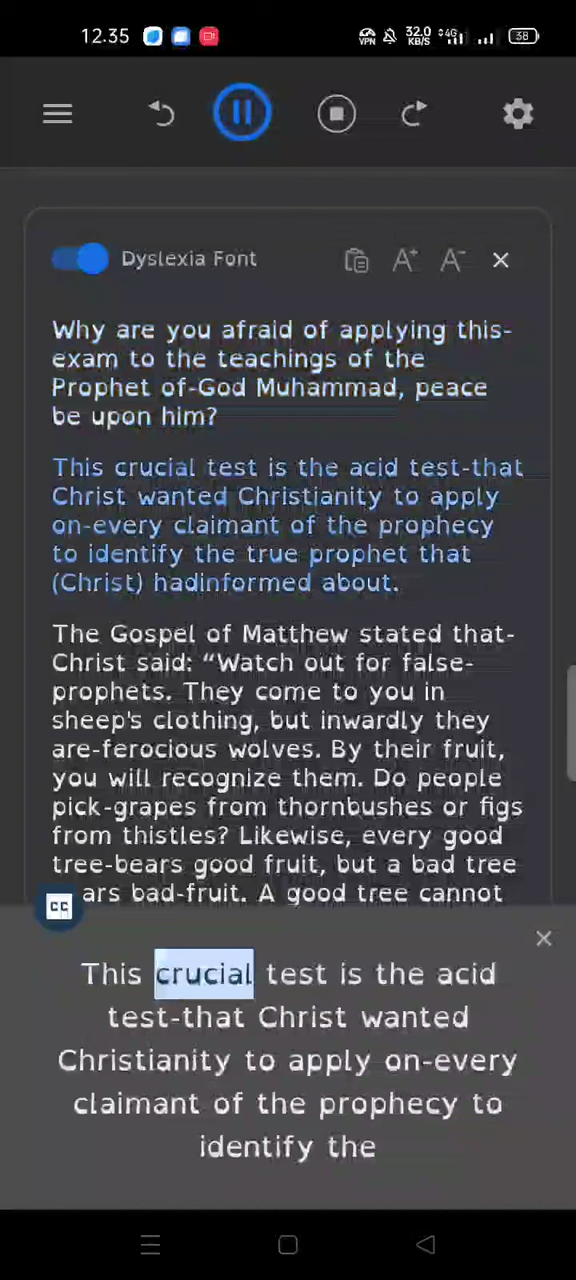 12.35
VPN
32.0
KB/S
4G
38
Dyslexia Font
A+
A-
Why are you afraid of applying this-
exam to the teachings of the
Prophet of-God Muhammad, peace
be upon him?
This crucial test is the acid test-that
Christ wanted Christianity to apply
on-every claimant of the prophecy
to identify the true prophet that
(Christ) hadinformed about.
The Gospel of Matthew stated that-
Christ said: “Watch out for false-
prophets. They come to you in
sheep's clothing, but inwardly they
are-ferocious wolves. By their fruit,
you will recognize them. Do people
pick-grapes from thornbushes or figs
from thistles? Likewise, every good
tree-bears good fruit, but a bad tree
ars bad-fruit. A good tree cannot
CC
This crucial test is the acid
test-that Christ wanted
Christianity to apply on-every
claimant of the prophecy to
identify the